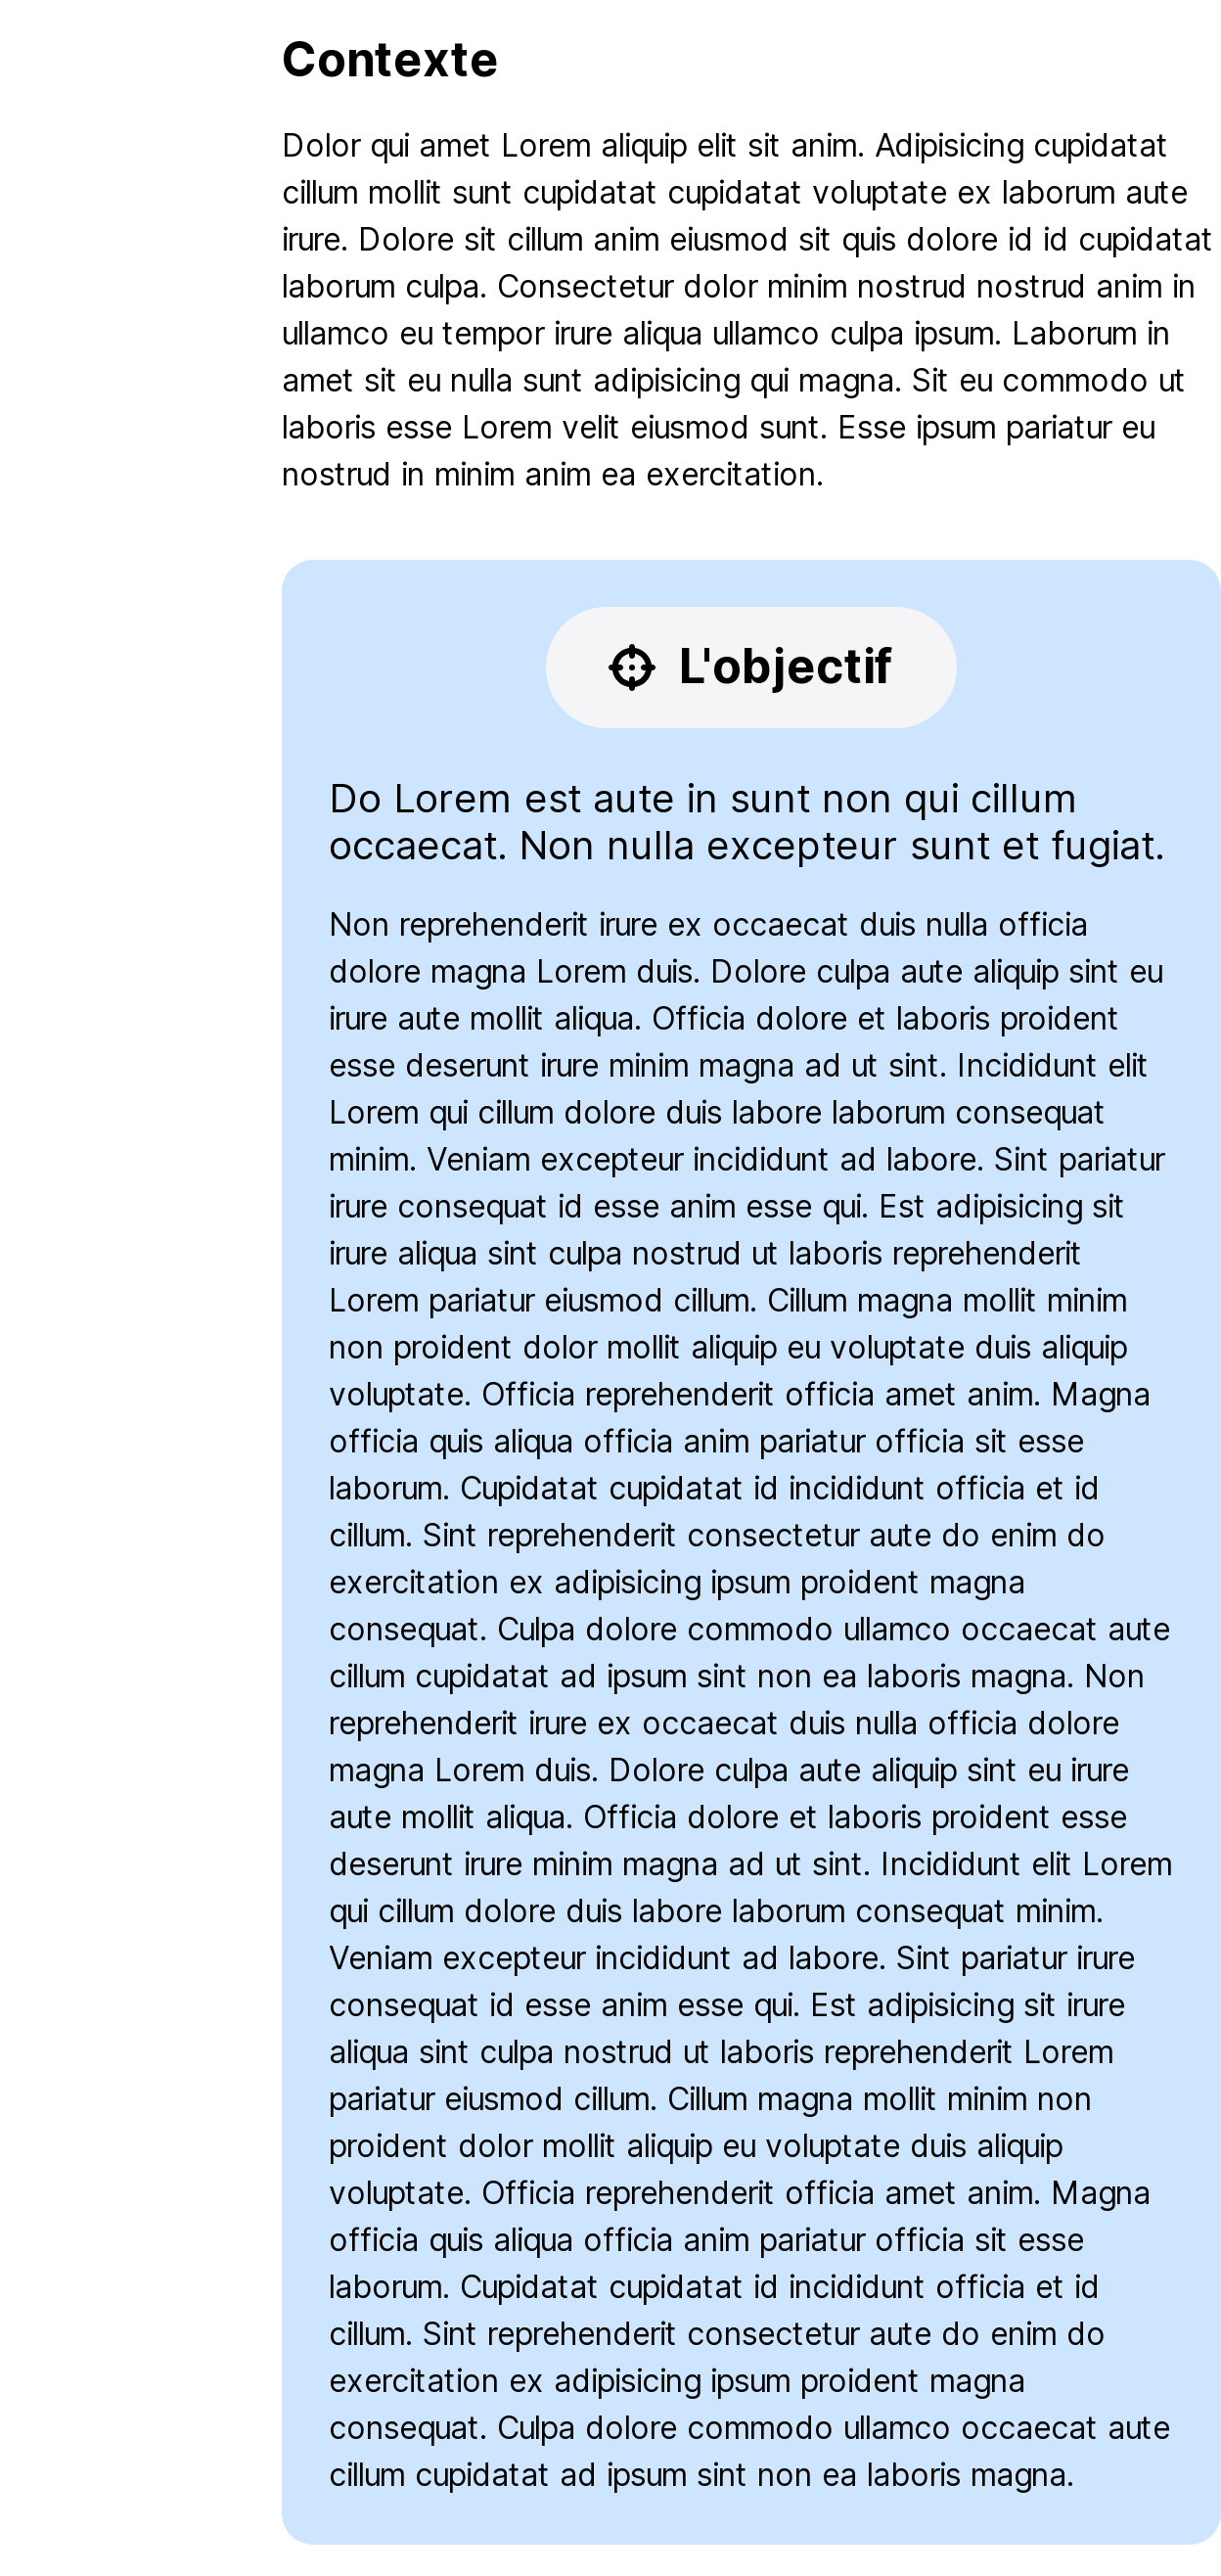 Contexte
Dolor qui amet Lorem aliquip elit sit anim. Adipisicing cupidatat
cillum mollit sunt cupidatat cupidatat voluptate ex laborum aute
irure. Dolore sit cillum anim eiusmod sit quis dolore id id cupidatat
laborum culpa. Consectetur dolor minim nostrud nostrud anim in
ullamco eu tempor irure aliqua ullamco culpa ipsum. Laborum in
amet sit eu nulla sunt adipisicing qui magna. Sit eu commodo ut
laboris esse Lorem velit eiusmod sunt. Esse ipsum pariatur eu
nostrud in minim anim ea exercitation.
L'objectif
Do Lorem est aute in sunt non qui cillum
occaecat. Non nulla excepteur sunt et fugiat.
Non reprehenderit irure ex occaecat duis nulla officia
dolore magna Lorem duis. Dolore culpa aute aliquip sint eu
irure aute mollit aliqua. Officia dolore et laboris proident
esse deserunt irure minim magna ad ut sint. Incididunt elit
Lorem qui cillum dolore duis labore laborum consequat
minim. Veniam excepteur incididunt ad labore. Sint pariatur
irure consequat id esse anim esse qui. Est adipisicing sit
irure aliqua sint culpa nostrud ut laboris reprehenderit
Lorem pariatur eiusmod cillum. Cillum magna mollit minim
non proident dolor mollit aliquip eu voluptate duis aliquip
voluptate. Officia reprehenderit officia amet anim. Magna
officia quis aliqua officia anim pariatur officia sit esse
laborum. Cupidatat cupidatat id incididunt officia et id
cillum. Sint reprehenderit consectetur aute do enim do
exercitation ex adipisicing ipsum proident magna
consequat. Culpa dolore commodo ullamco occaecat aute
cillum cupidatat ad ipsum sint non ea laboris magna. Non
reprehenderit irure ex occaecat duis nulla officia dolore
magna Lorem duis. Dolore culpa aute aliquip sint eu irure
aute mollit aliqua. Officia dolore et laboris proident esse
deserunt irure minim magna ad ut sint. Incididunt elit Lorem
qui cillum dolore duis labore laborum consequat minim.
Veniam excepteur incididunt ad labore. Sint pariatur irure
consequat id esse anim esse qui. Est adipisicing sit irure
aliqua sint culpa nostrud ut laboris reprehenderit Lorem
pariatur eiusmod cillum. Cillum magna mollit minim non
proident dolor mollit aliquip eu voluptate duis aliquip
voluptate. Officia reprehenderit officia amet anim. Magna
officia quis aliqua officia anim pariatur officia sit esse
laborum. Cupidatat cupidatat id incididunt officia et id
cillum. Sint reprehenderit consectetur aute do enim do
exercitation ex adipisicing ipsum proident magna
consequat. Culpa dolore commodo ullamco occaecat aute
cillum cupidatat ad ipsum sint non ea laboris magna.